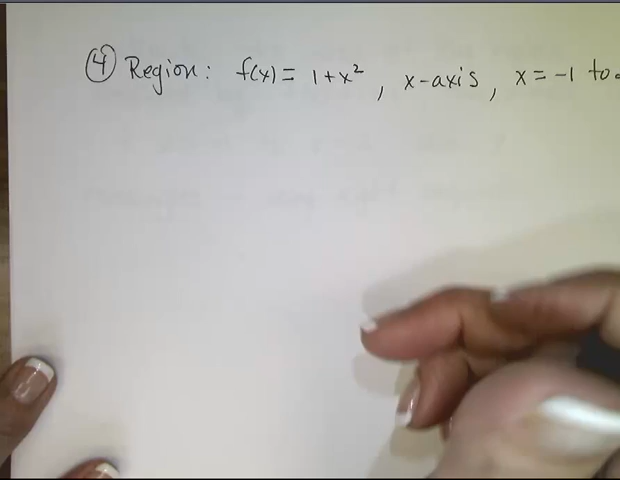 ④ Region: f(x) = 1+x², x-axis, x = -1 to